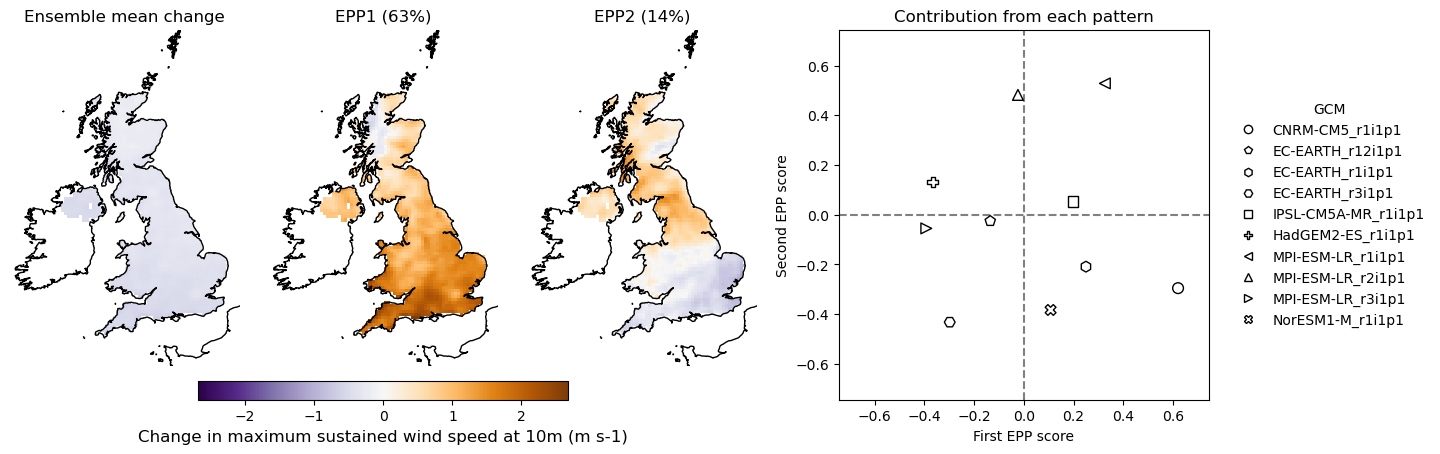 Ensemble mean change
EPP1 (63%)
EPP2 (14%)
Contribution from each pattern
−2
−1
0
1
2
Change in maximum sustained wind speed at 10m (m s-1)
Second EPP score
0.6
0.4
0.2
0.0
−0.2
−0.4
−0.6
−0.6
−0.4
−0.2
0.0
0.2
0.4
0.6
First EPP score
GCM
CNRM-CM5_r1i1p1
EC-EARTH_r12i1p1
EC-EARTH_r1i1p1
EC-EARTH_r3i1p1
IPSL-CM5A-MR_r1i1p1
HadGEM2-ES_r1i1p1
MPI-ESM-LR_r1i1p1
MPI-ESM-LR_r2i1p1
MPI-ESM-LR_r3i1p1
NorESM1-M_r1i1p1